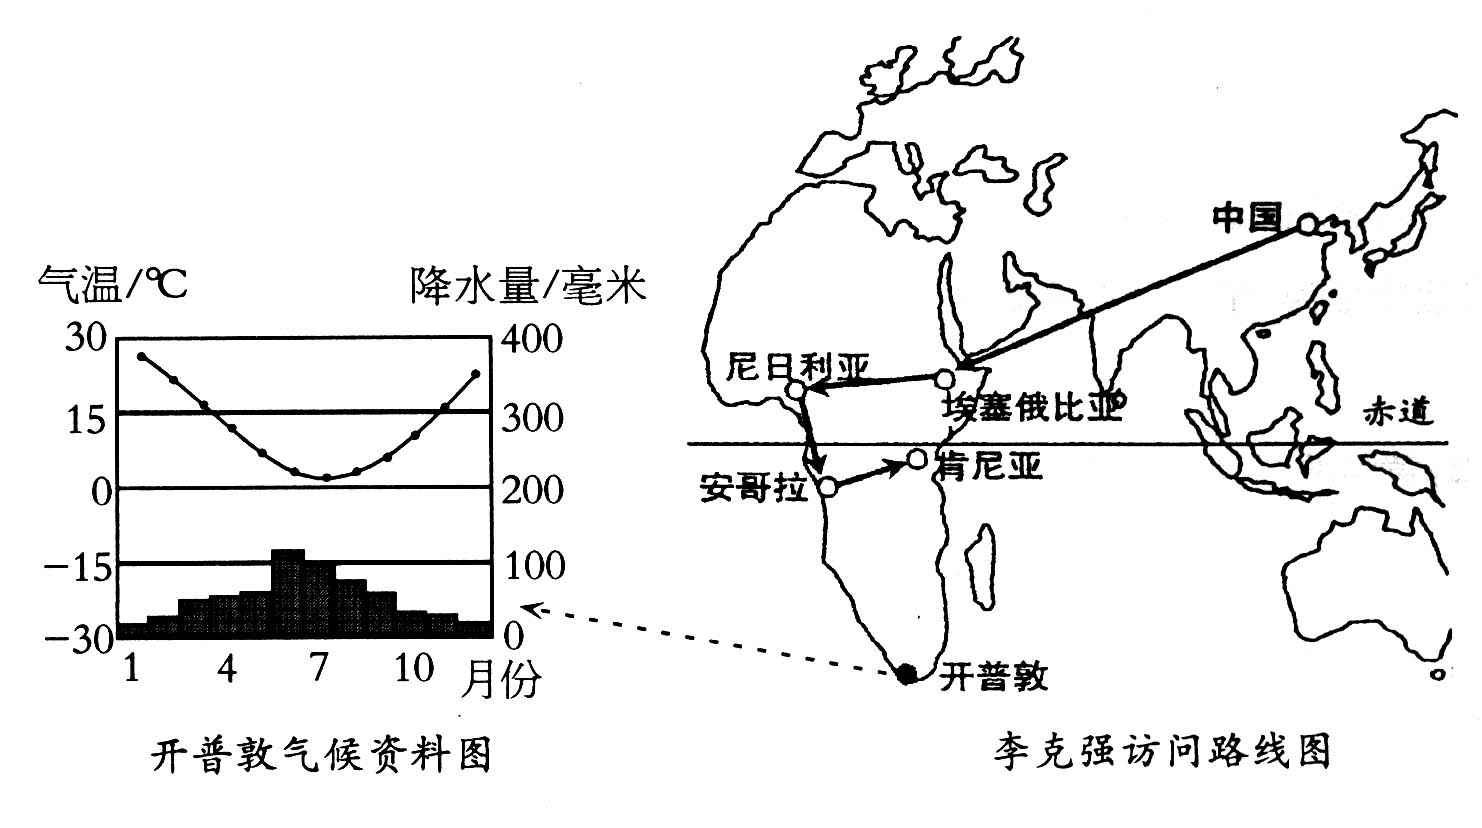 气温/℃ 降水量/毫米
30 400
15 300
0 200
-15 100
-30 0
1 4 7 10 月份
开普敦气候资料图
中国
尼日利亚
埃塞俄比亚
赤道
肯尼亚
安哥拉
开普敦
李克强访问路线图